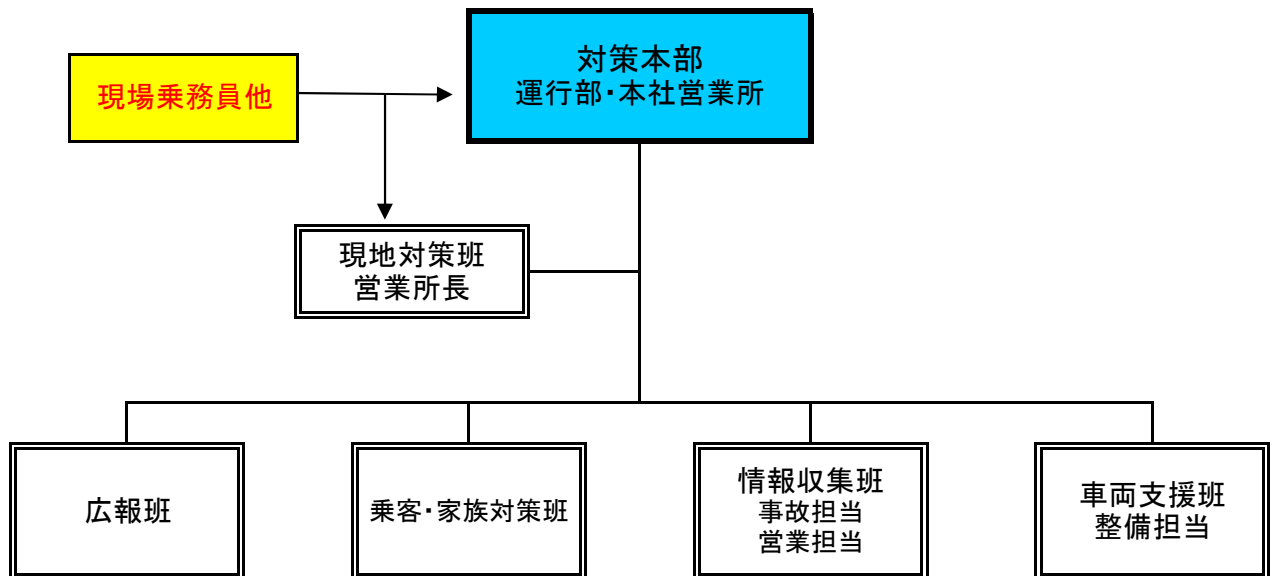 対策本部
運行部・本社営業所
現場乗務員他
現地対策班
営業所長
広報班
乗客・家族対策班
情報収集班
事故担当
営業担当
車両支援班
整備担当